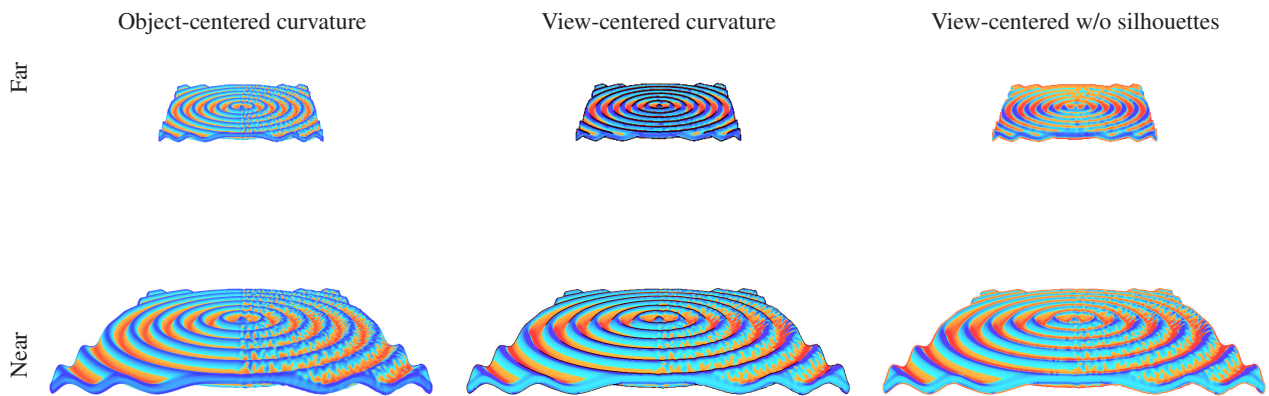 Object-centered curvature
View-centered curvature
View-centered w/o silhouettes
Far
Near